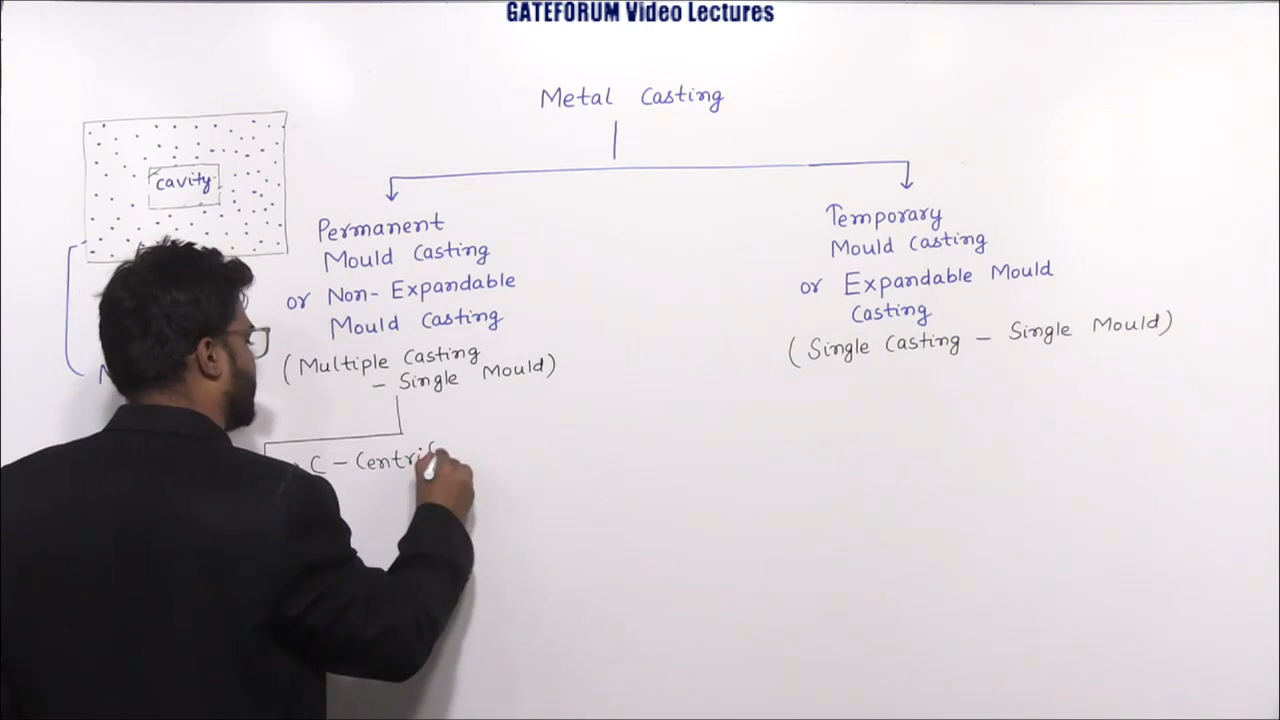 GATEFORUM Video Lectures
Metal Casting
cavity
Permanent
Mould Casting
or Non-Expandable
Mould Casting
(Multiple Casting
- Single Mould)
C - Centrif
Temporary
Mould Casting
or Expandable Mould
Casting
(Single Casting - Single Mould)